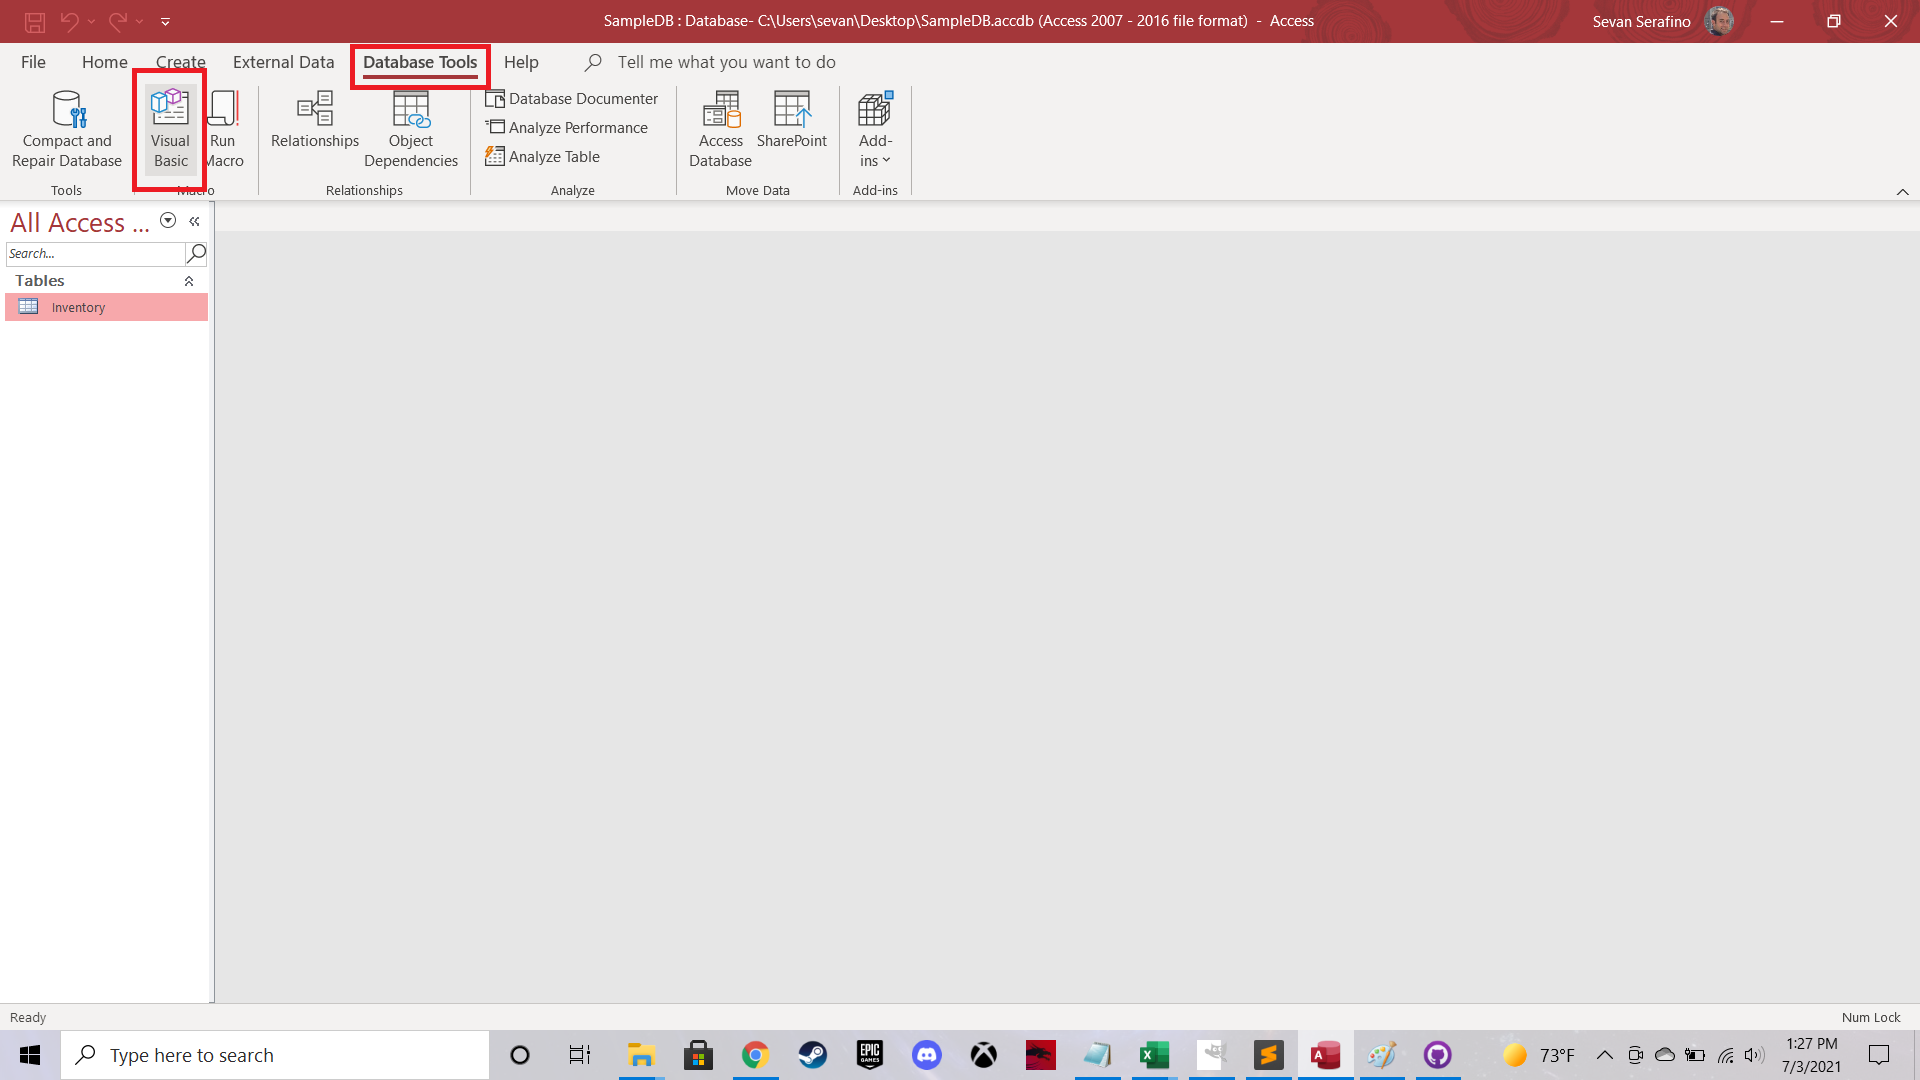 SampleDB : Database- C:\Users\sevan\Desktop\SampleDB.accdb (Access 2007 - 2016 file format) - Access
Sevan Serafino
File Home Create External Data Database Tools Help Tell me what you want to do
Compact and
Repair Database
Tools
Visual
Basic
Run
Macro
Macro
Relationships
Object
Dependencies
Relationships
Database Documenter
Analyze Performance
Analyze Table
Analyze
Access
Database
SharePoint
Move Data
Add-
ins
Add-ins
All Access ...
Search...
Tables
Inventory
Ready
Num Lock
Type here to search
EPIC
GAMES
73°F
1:27 PM
7/3/2021